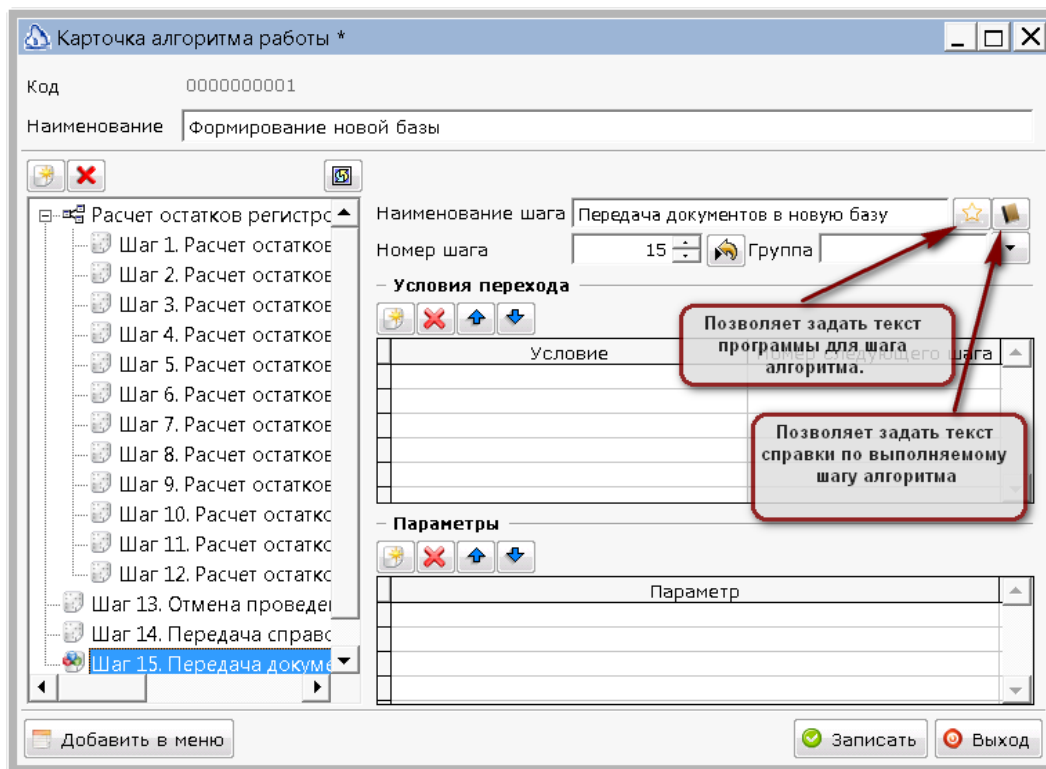 Карточка алгоритма работы *
Код 0000000001
Наименование Формирование новой базы
Расчет остатков регистро
Шаг 1. Расчет остатков
Шаг 2. Расчет остатков
Шаг 3. Расчет остатков
Шаг 4. Расчет остатков
Шаг 5. Расчет остатков
Шаг 6. Расчет остатков
Шаг 7. Расчет остатков
Шаг 8. Расчет остатков
Шаг 9. Расчет остатков
Шаг 10. Расчет остатко
Шаг 11. Расчет остатко
Шаг 12. Расчет остатко
Шаг 13. Отмена проведен
Шаг 14. Передача справо
Шаг 15. Передача докуме
Наименование шага Передача документов в новую базу
Номер шага 15 Группа
Условия перехода
Условие Номер следующего шага
Позволяет задать текст
программы для шага
алгоритма.
Позволяет задать текст
справки по выполняемому
шагу алгоритма
Параметры
Параметр
Добавить в меню
Записать
Выход